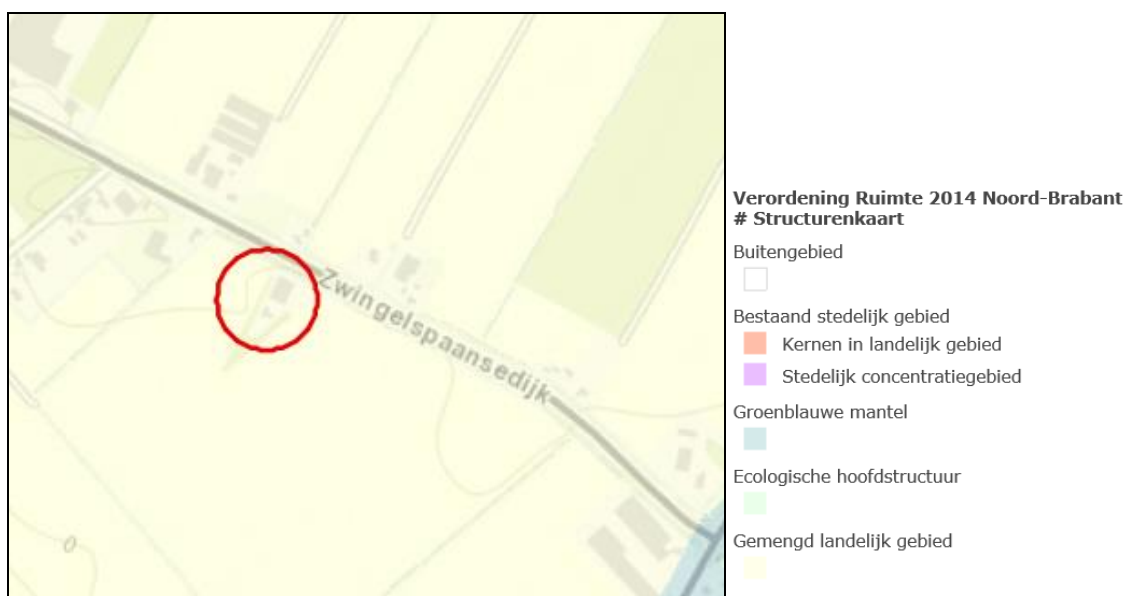 Zwingelspaansedijk
0
Verordening Ruimte 2014 Noord-Brabant
# Structurenkaart
Buitengebied
Bestaand stedelijk gebied
Kernen in landelijk gebied
Stedelijk concentratiegebied
Groenblauwe mantel
Ecologische hoofdstructuur
Gemengd landelijk gebied